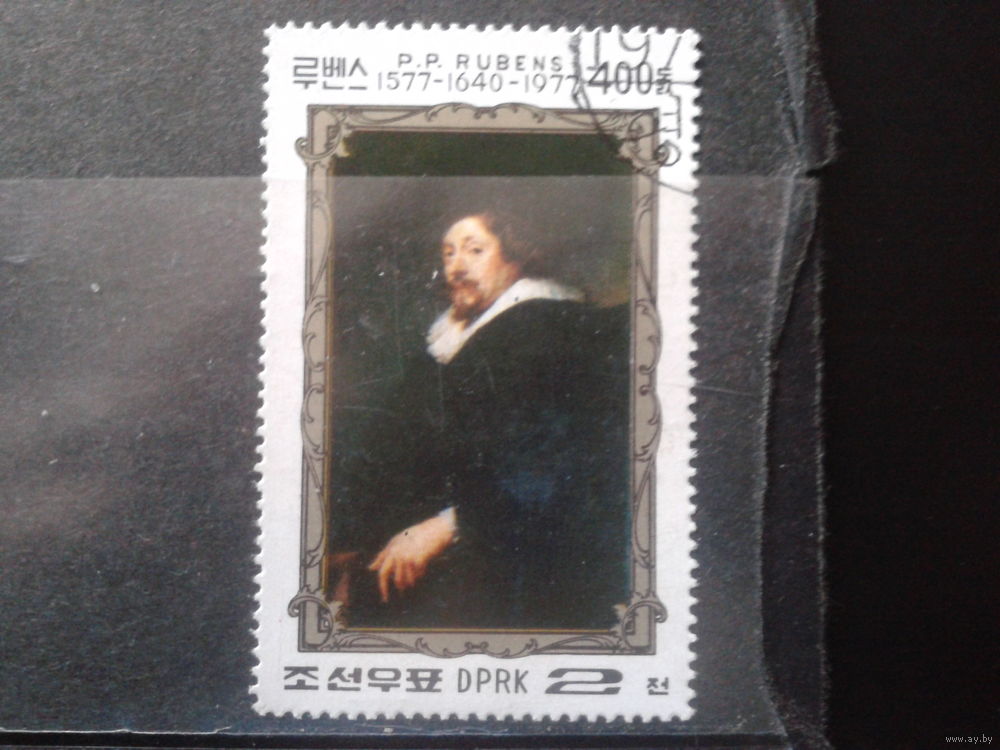 루벤스 P.P. RUBENS
1577-1640-1977 400돐
197
조선우표 DPRK 2 전
www.ay.by